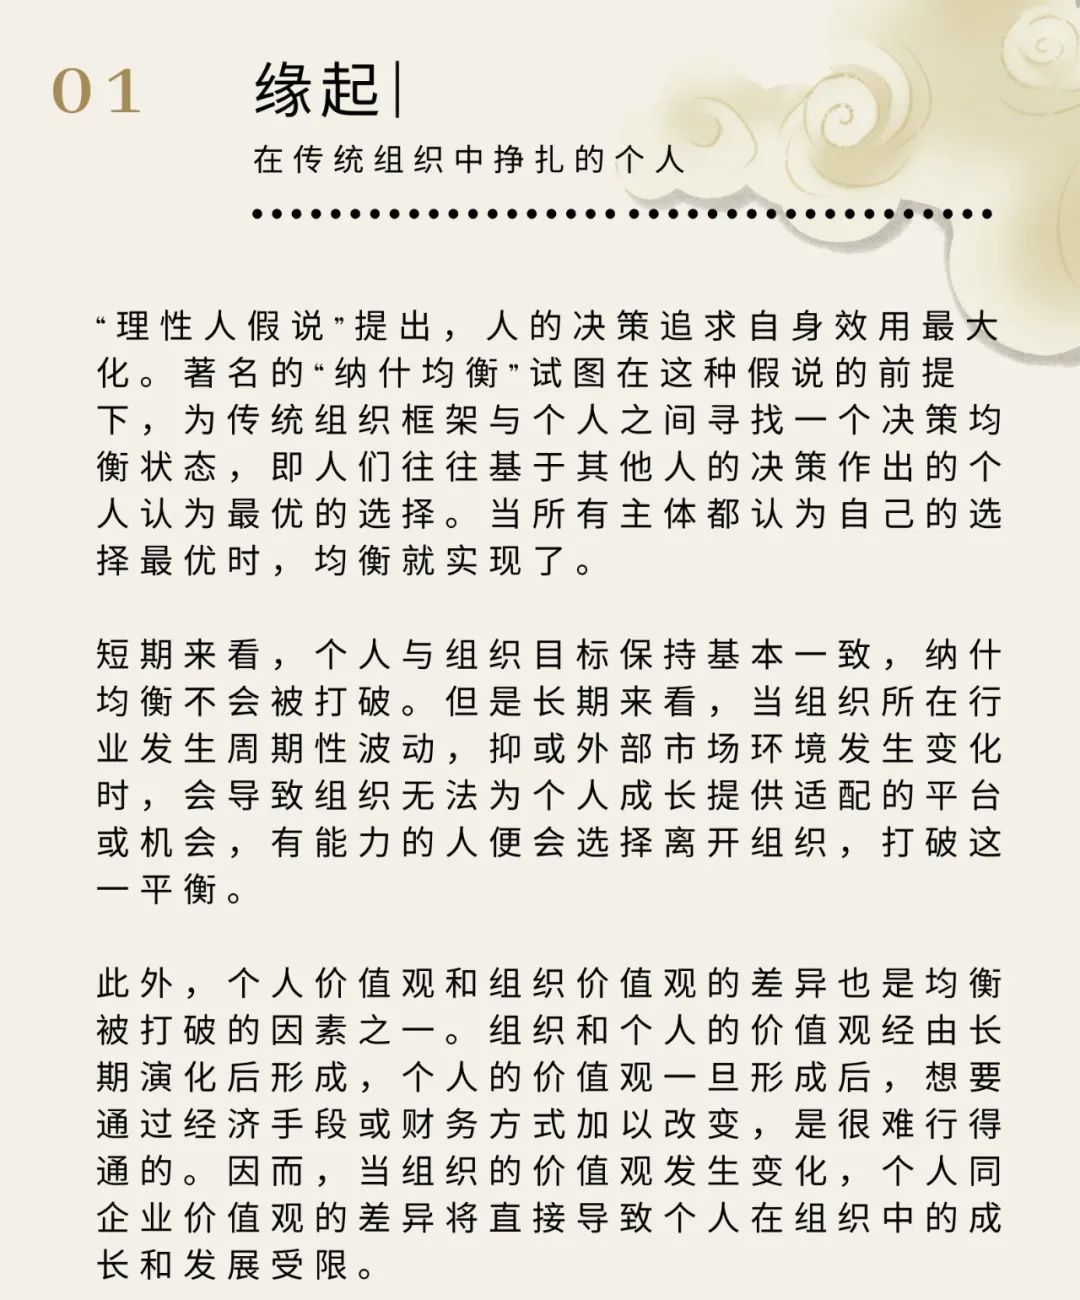 01
缘起|
在传统组织中挣扎的个人
“理性人假说”提出，人的决策追求自身效用最大
化。著名的“纳什均衡”试图在这种假说的前提
下，为传统组织框架与个人之间寻找一个决策均
衡状态，即人们往往基于其他人的决策作出的个
人认为最优的选择。当所有主体都认为自己的选
择最优时，均衡就实现了。
短期来看，个人与组织目标保持基本一致，纳什
均衡不会被打破。但是长期来看，当组织所在行
业发生周期性波动，抑或外部市场环境发生变化
时，会导致组织无法为个人成长提供适配的平台
或机会，有能力的人便会选择离开组织，打破这
一平衡。
此外，个人价值观和组织价值观的差异也是均衡
被打破的因素之一。组织和个人的价值观经由长
期演化后形成，个人的价值观一旦形成后，想要
通过经济手段或财务方式加以改变，是很难行得
通的。因而，当组织的价值观发生变化，个人同
企业价值观的差异将直接导致个人在组织中的成
长和发展受限。